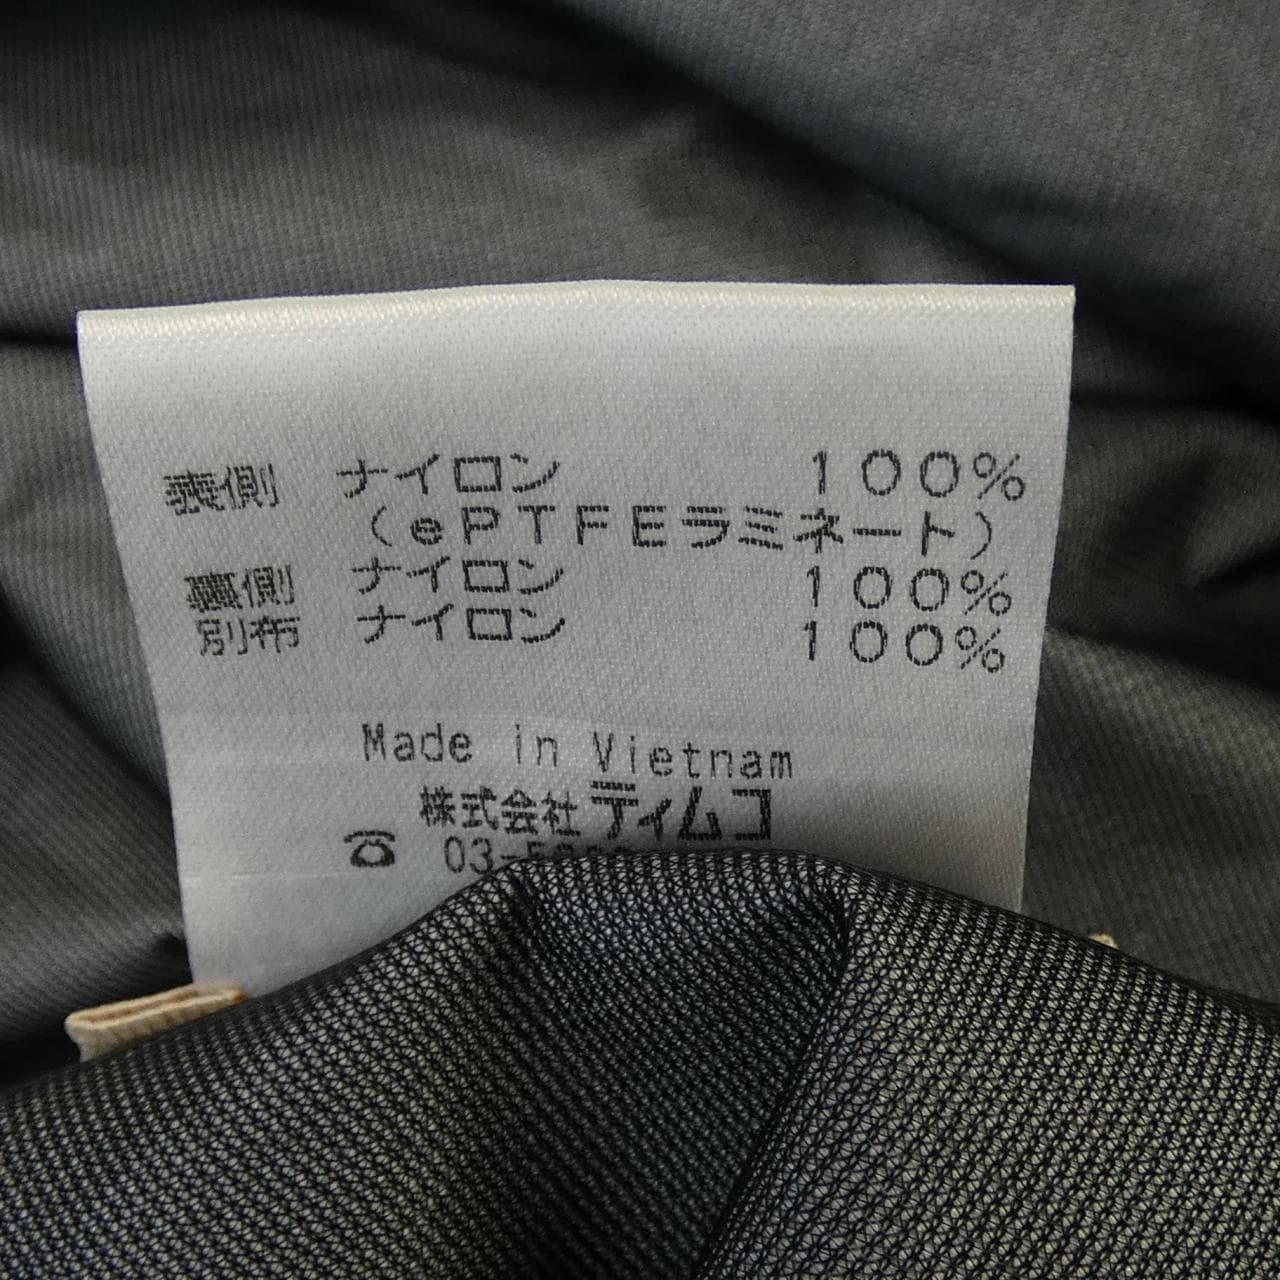 表側 ナイロン 100%
(ePTFEラミネート)
裏側 ナイロン 100%
別布 ナイロン 100%
Made in Vietnam
株式会社ティムコ
☎ 03-5